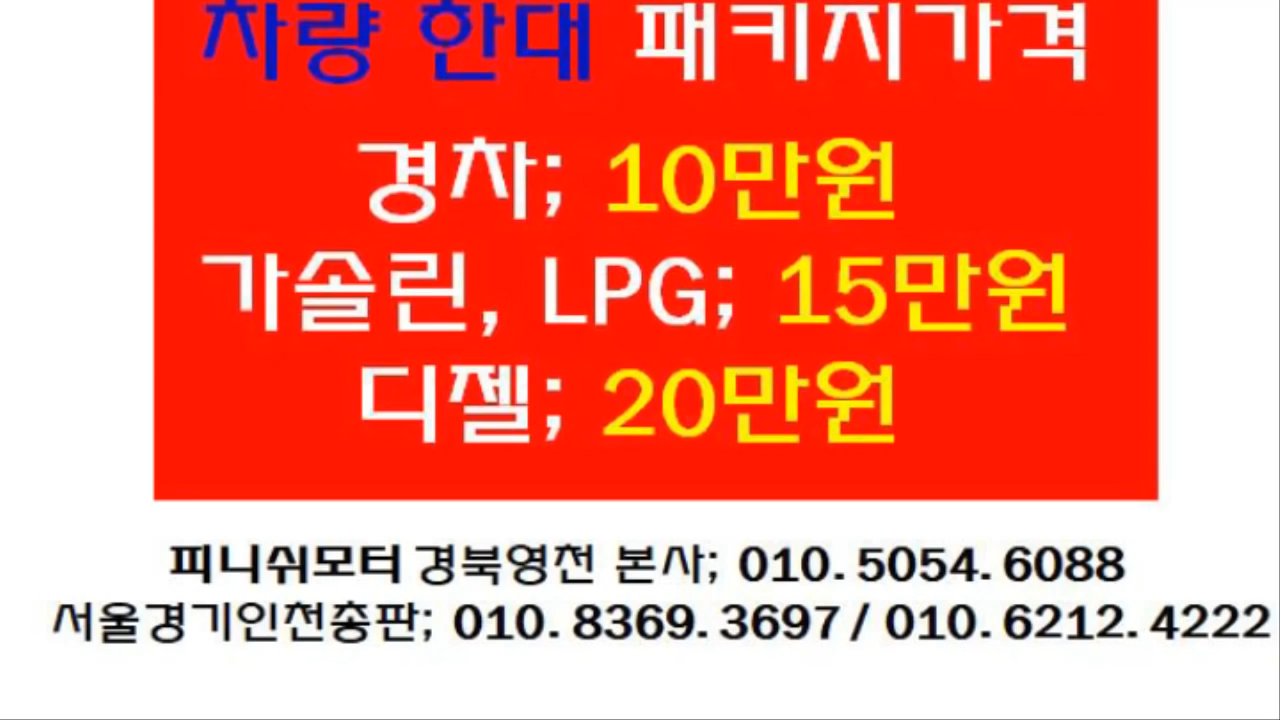 차량 한대 패키지가격
경차; 10만원
가솔린, LPG; 15만원
디젤; 20만원
피니쉬모터 경북영천 본사; 010. 5054. 6088
서울경기인천총판; 010. 8369. 3697 / 010. 6212. 4222